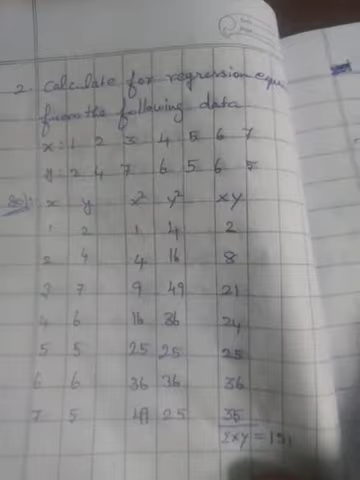 2. Calculate for regression equ
from the following data
x: 1 2 3 4 5 6 7
y: 2 4 7 6 5 6 5
Sol: x y x² y² xy
1 2 1 4 2
2 4 4 16 8
3 7 9 49 21
4 6 16 36 24
5 5 25 25 25
6 6 36 36 36
7 5 49 25 35
Σxy = 151